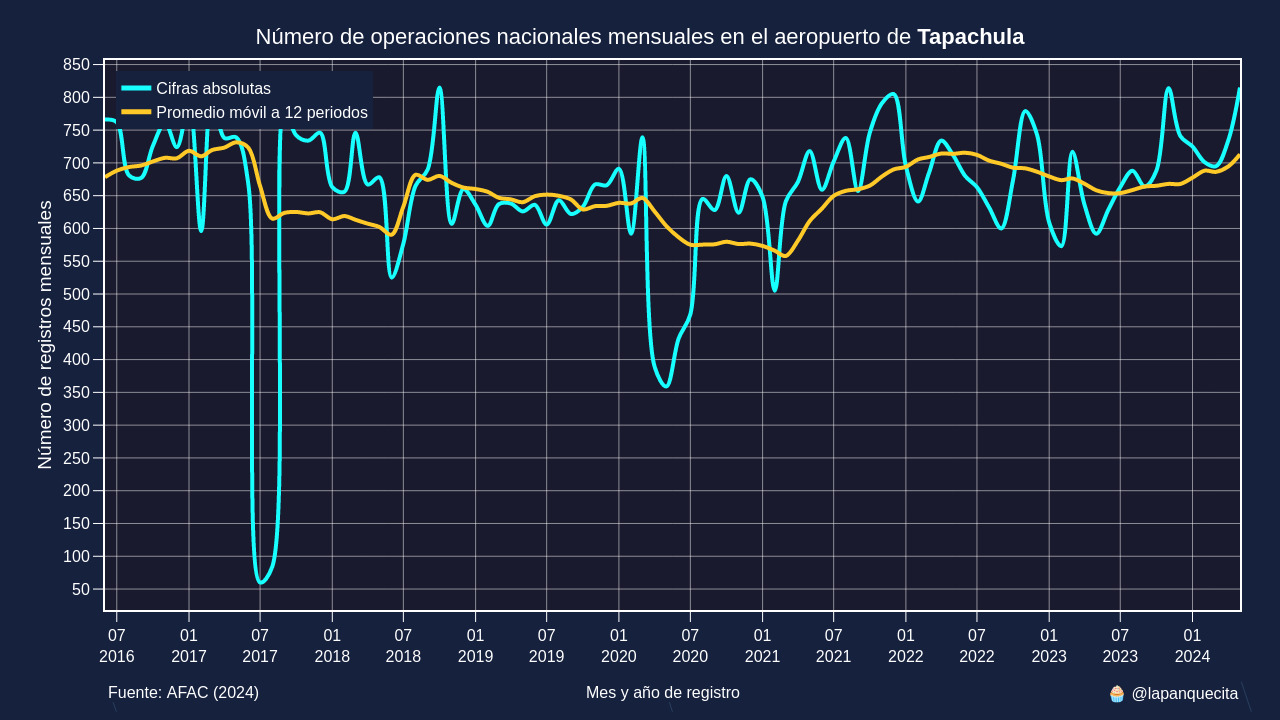 Número de operaciones nacionales mensuales en el aeropuerto de Tapachula
Cifras absolutas
Promedio móvil a 12 periodos
Número de registros mensuales
850
800
750
700
650
600
550
500
450
400
350
300
250
200
150
100
50
07 01 07 01 07 01 07 01 07 01 07 01 07 01 07 01
2016 2017 2017 2018 2018 2019 2019 2020 2020 2021 2021 2022 2022 2023 2023 2024
Fuente: AFAC (2024)
Mes y año de registro
🧁 @lapanquecita